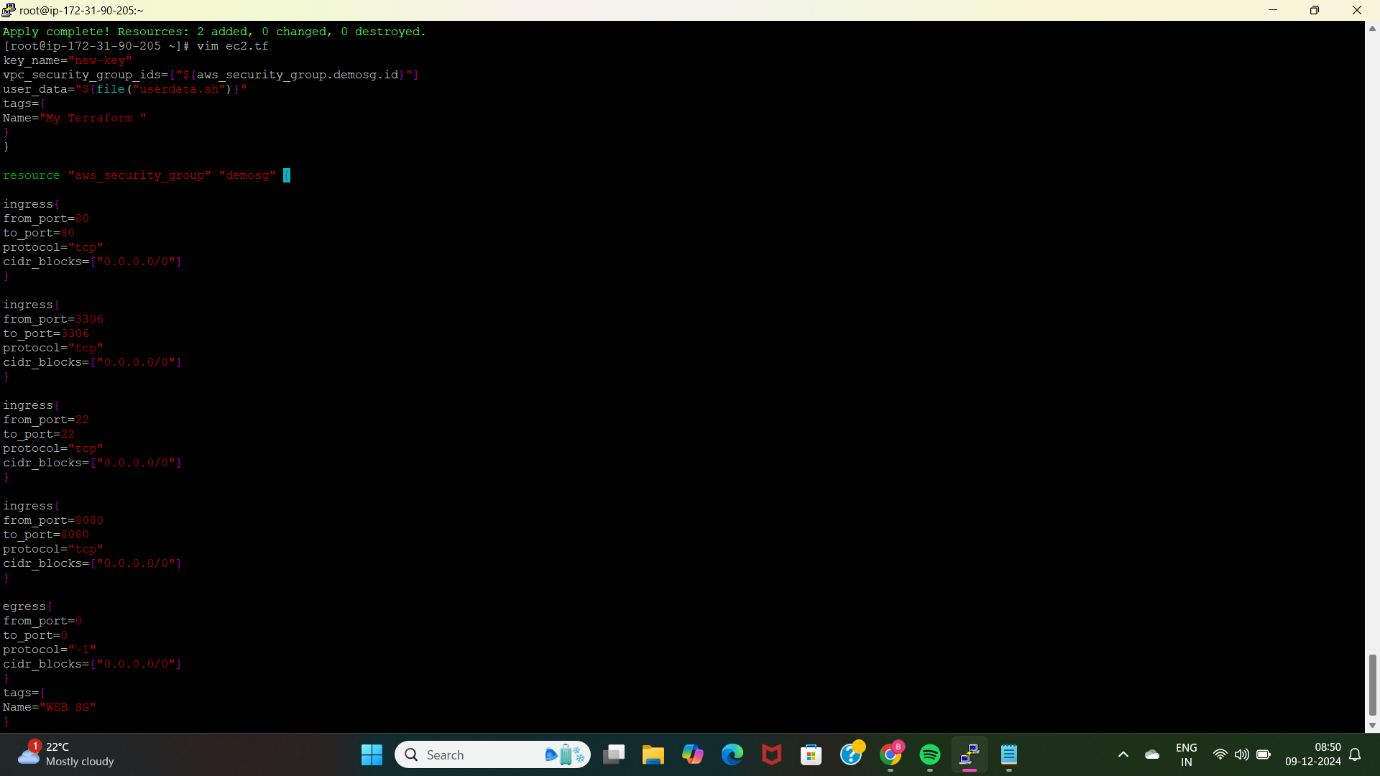 root@ip-172-31-90-205:~
Apply complete! Resources: 2 added, 0 changed, 0 destroyed.
[root@ip-172-31-90-205 ~]# vim ec2.tf
key_name="new-key"
vpc_security_group_ids=["${aws_security_group.demosg.id}"]
user_data="${file("userdata.sh")}"
tags={
Name="My Terraform "
}
}
resource "aws_security_group" "demosg" {
ingress{
from_port=80
to_port=80
protocol="tcp"
cidr_blocks=["0.0.0.0/0"]
}
ingress{
from_port=3306
to_port=3306
protocol="tcp"
cidr_blocks=["0.0.0.0/0"]
}
ingress{
from_port=22
to_port=22
protocol="tcp"
cidr_blocks=["0.0.0.0/0"]
}
ingress{
from_port=8080
to_port=8080
protocol="tcp"
cidr_blocks=["0.0.0.0/0"]
}
egress{
from_port=0
to_port=0
protocol="-1"
cidr_blocks=["0.0.0.0/0"]
}
tags={
Name="WEB SG"
}
1
22°C
Mostly cloudy
Search
8
ENG
IN
08:50
09-12-2024